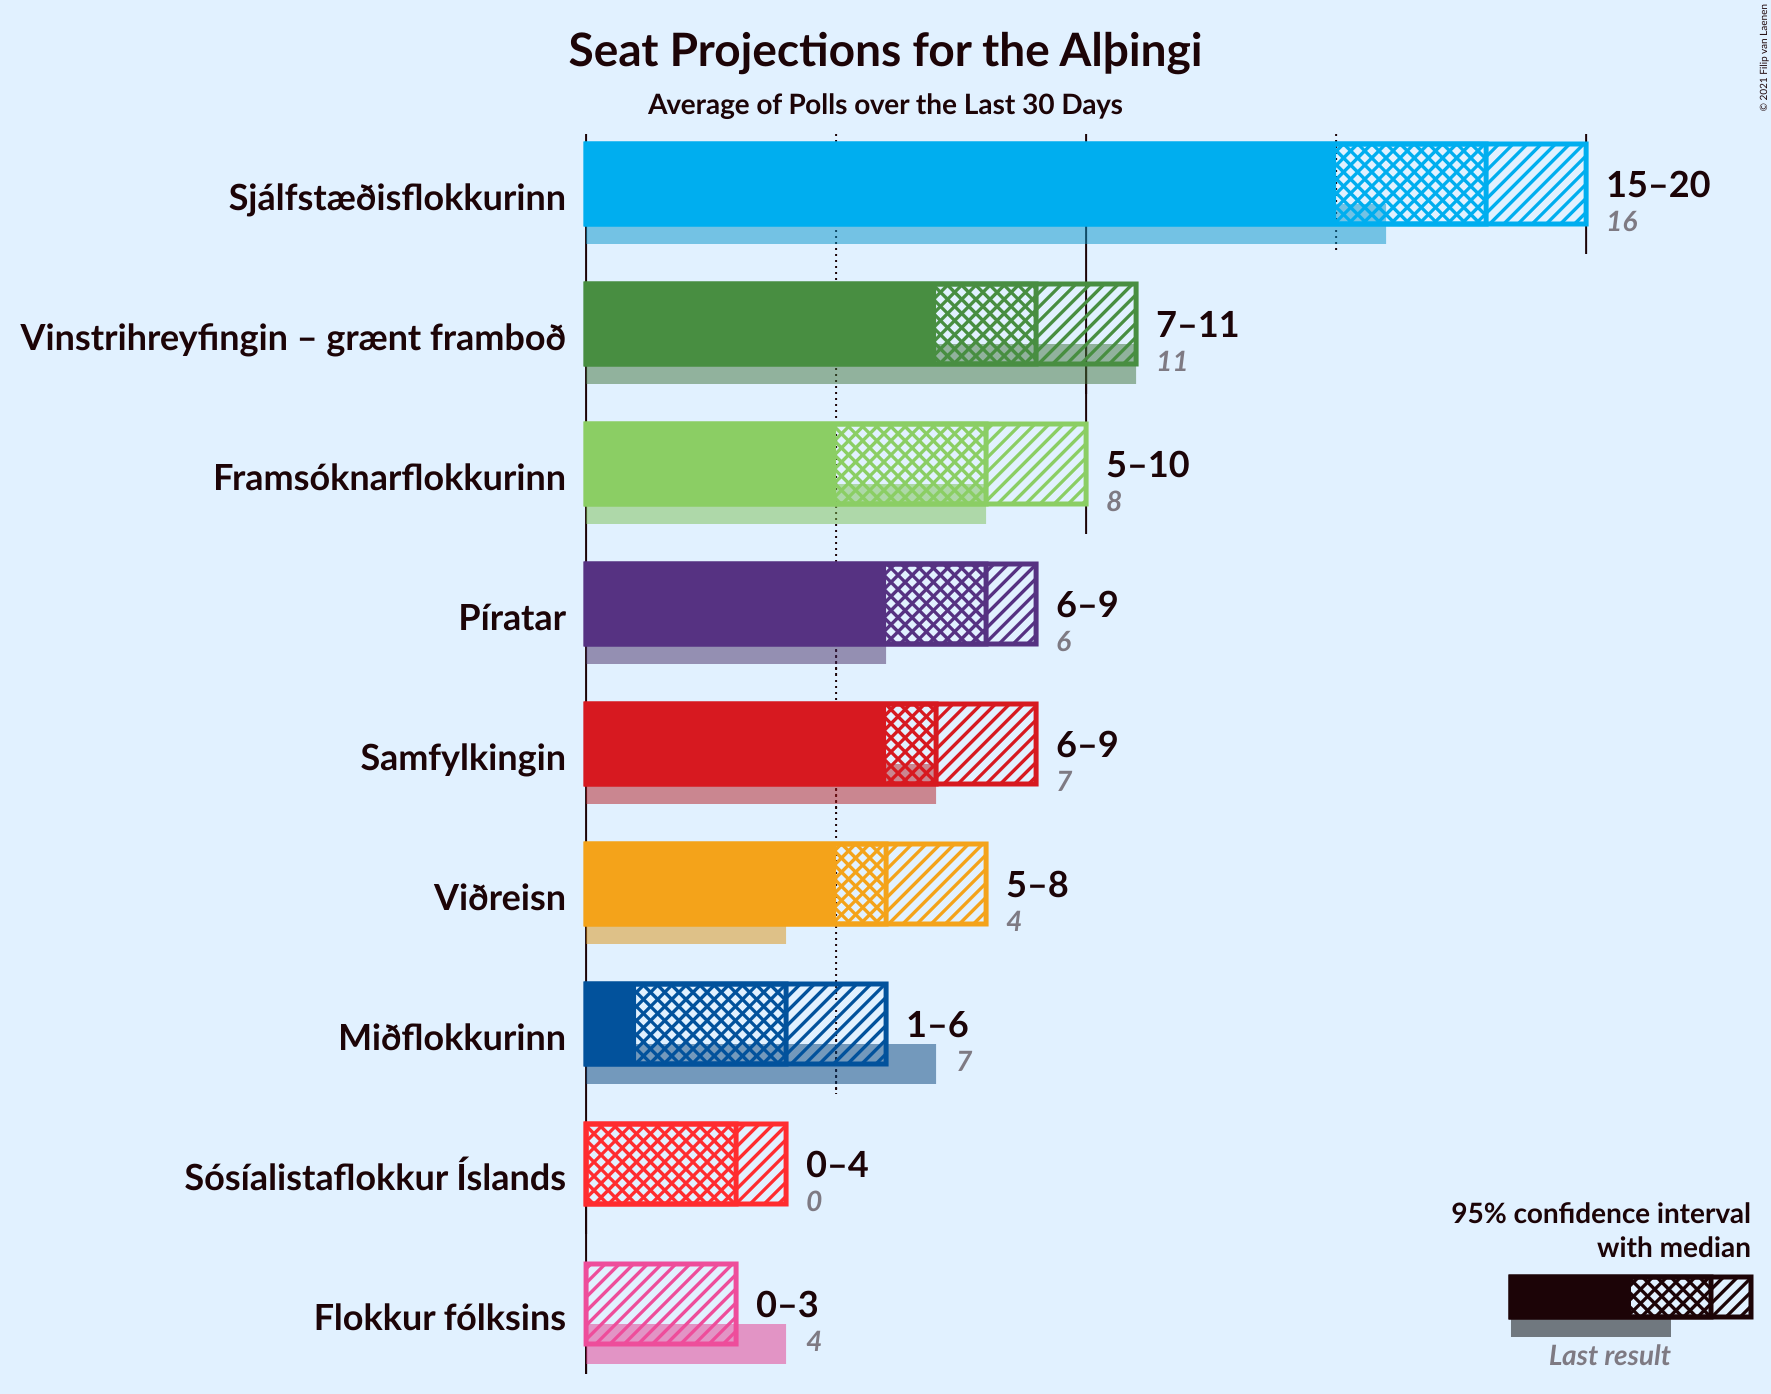 Seat Projections for the Alþingi
Average of Polls over the Last 30 Days
© 2021 Filip van Laenen
Sjálfstæðisflokkurinn
15–20
16
Vinstrihreyfingin – grænt framboð
7–11
11
Framsóknarflokkurinn
5–10
8
Píratar
6–9
6
Samfylkingin
6–9
7
Viðreisn
5–8
4
Miðflokkurinn
1–6
7
Sósíalistaflokkur Íslands
0–4
0
Flokkur fólksins
0–3
4
95% confidence interval
with median
Last result